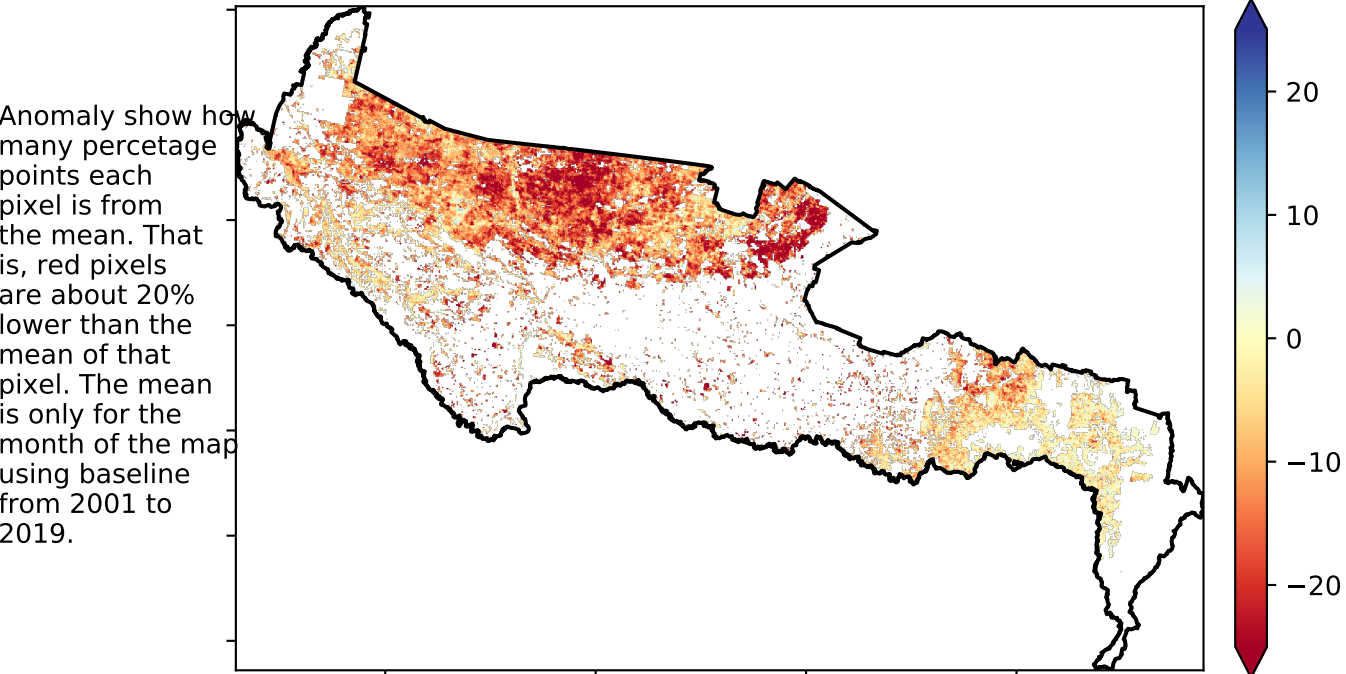 Anomaly show how
many percetage
points each
pixel is from
the mean. That
is, red pixels
are about 20%
lower than the
mean of that
pixel. The mean
is only for the
month of the map
using baseline
from 2001 to
2019.
20
10
0
−10
−20